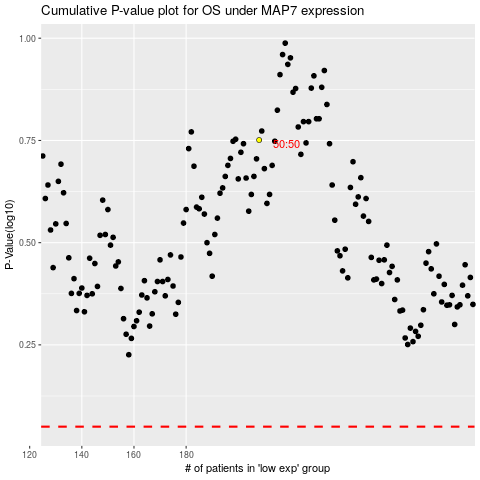 Cumulative P-value plot for OS under MAP7 expression
1.00
0.75
0.50
0.25
P-Value(log10)
50:50
120 140 160 180
# of patients in 'low exp' group